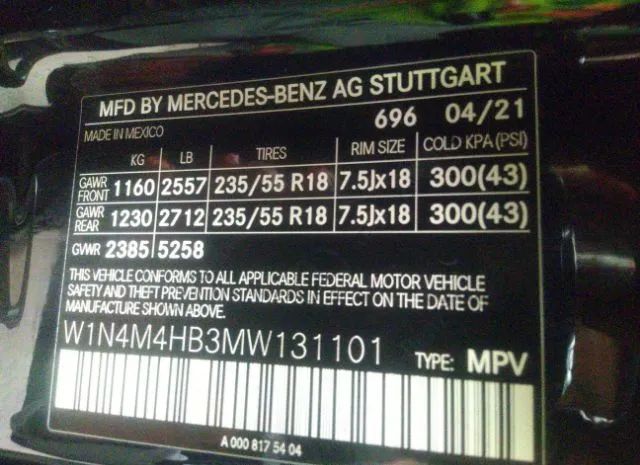 MFD BY MERCEDES-BENZ AG STUTTGART
696 04/21
MADE IN MEXICO
KG LB TIRES RIM SIZE COLD KPA (PSI)
GAWR FRONT 1160 2557 235/55 R18 7.5Jx18 300(43)
GAWR REAR 1230 2712 235/55 R18 7.5Jx18 300(43)
GVWR 2385 5258
THIS VEHICLE CONFORMS TO ALL APPLICABLE FEDERAL MOTOR VEHICLE
SAFETY AND THEFT PREVENTION STANDARDS IN EFFECT ON THE DATE OF
MANUFACTURE SHOWN ABOVE.
W1N4M4HB3MW131101 TYPE: MPV
A 000 817 54 04